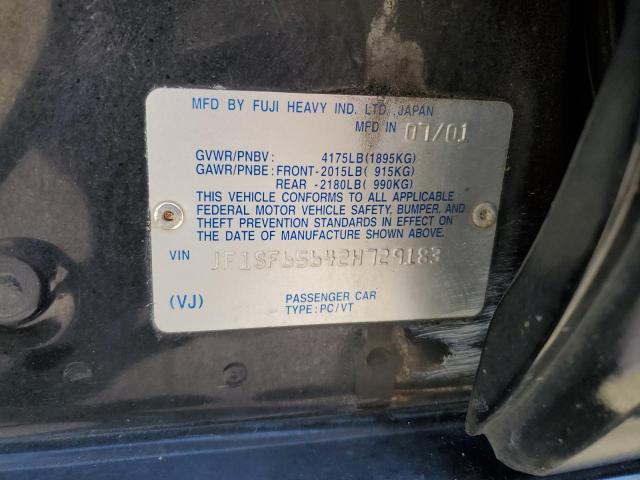 MFD BY FUJI HEAVY IND. LTD. JAPAN
MFD IN 07/01
GVWR/PNBV: 4175LB(1895KG)
GAWR/PNBE: FRONT-2015LB( 915KG)
REAR -2180LB( 990KG)
THIS VEHICLE CONFORMS TO ALL APPLICABLE
FEDERAL MOTOR VEHICLE SAFETY, BUMPER, AND
THEFT PREVENTION STANDARDS IN EFFECT ON
THE DATE OF MANUFACTURE SHOWN ABOVE.
VIN JF1SF65642H729183
(VJ) PASSENGER CAR
TYPE: PC/VT